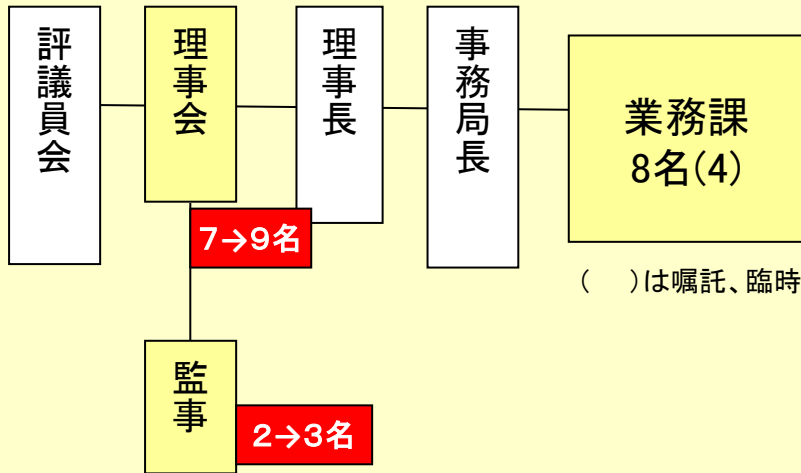 評議員会
理事会
理事長
事務局長
業務課
8名(4)
7→9名
(　)は嘱託、臨時
監事
2→3名